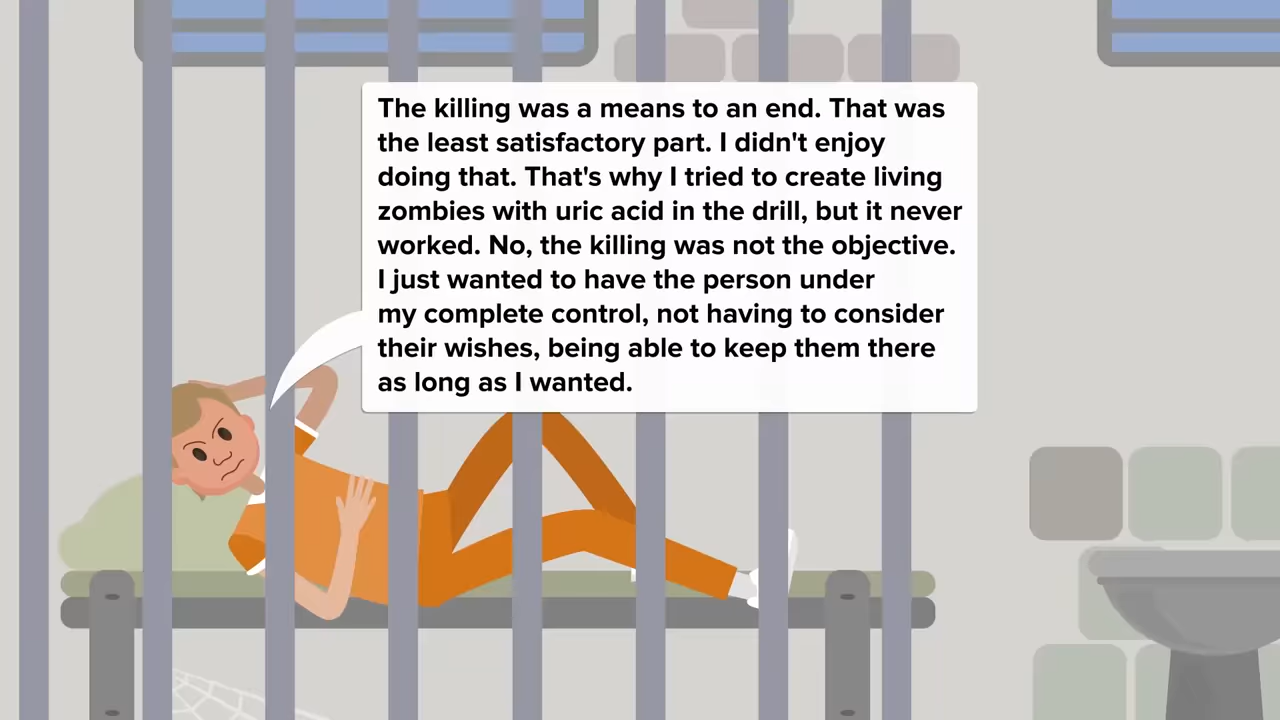 The killing was a means to an end. That was
the least satisfactory part. I didn't enjoy
doing that. That's why I tried to create living
zombies with uric acid in the drill, but it never
worked. No, the killing was not the objective.
I just wanted to have the person under
my complete control, not having to consider
their wishes, being able to keep them there
as long as I wanted.